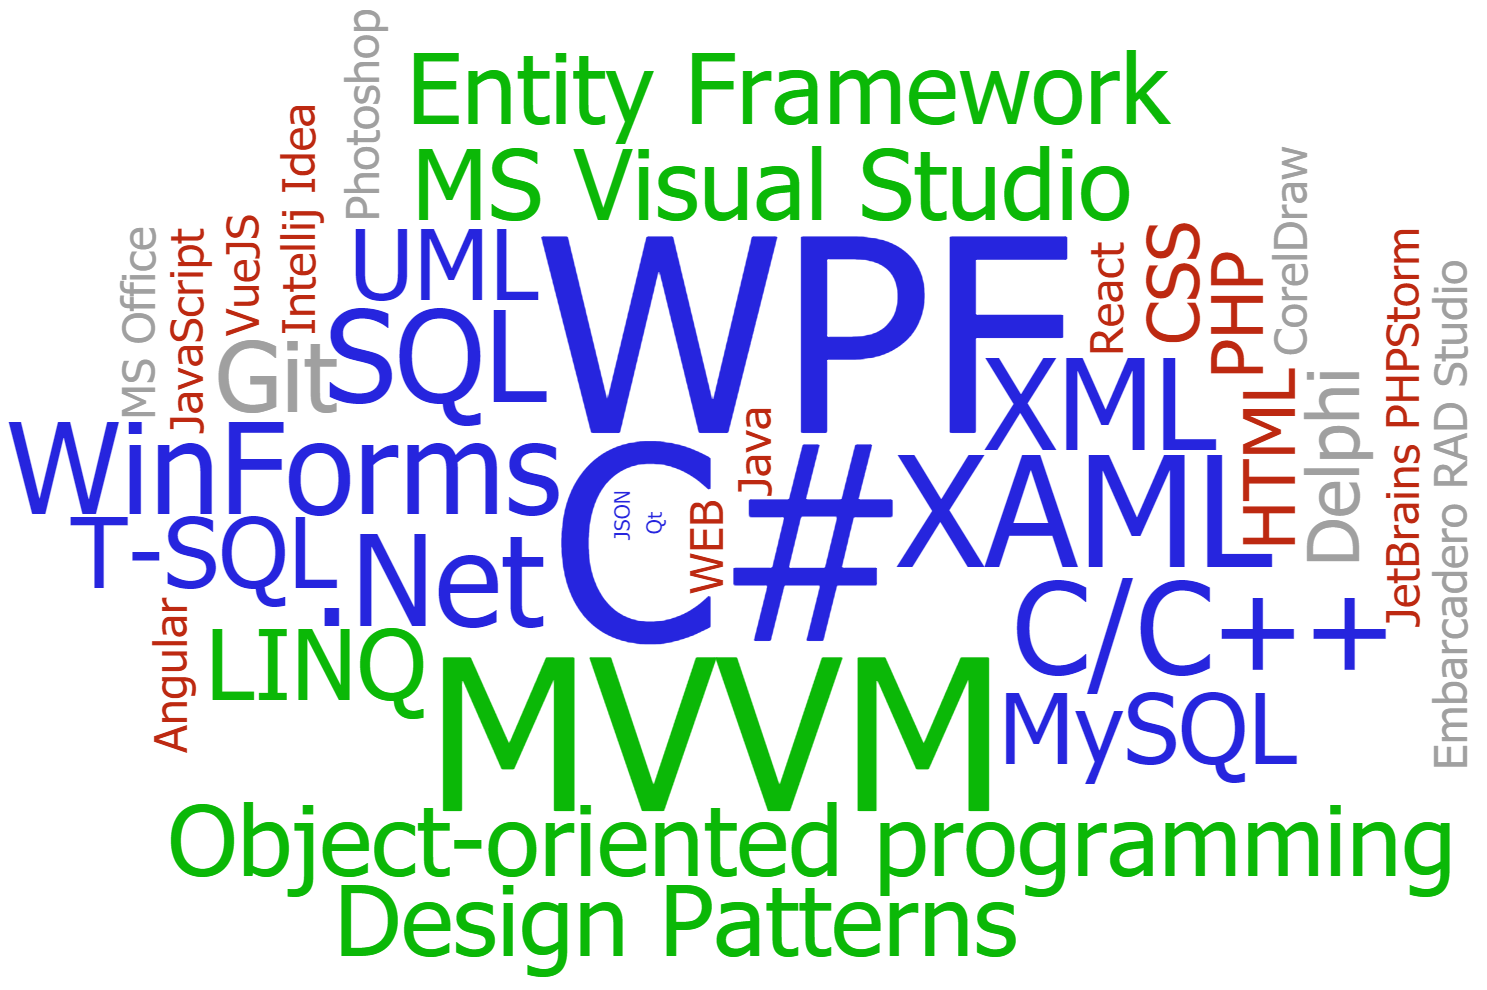 Entity Framework
MS Visual Studio
Photoshop
Intellij Idea
VueJS
JavaScript
MS Office
UML
WPF
React
CSS
PHP
CorelDraw
JetBrains PHPStorm
Embarcadero RAD Studio
Git
SQL
XML
HTML
Delphi
WinForms
C#
JSON
Qt
WEB
Java
XAML
T-SQL
.Net
C/C++
Angular
LINQ
MVVM
MySQL
Object-oriented programming
Design Patterns